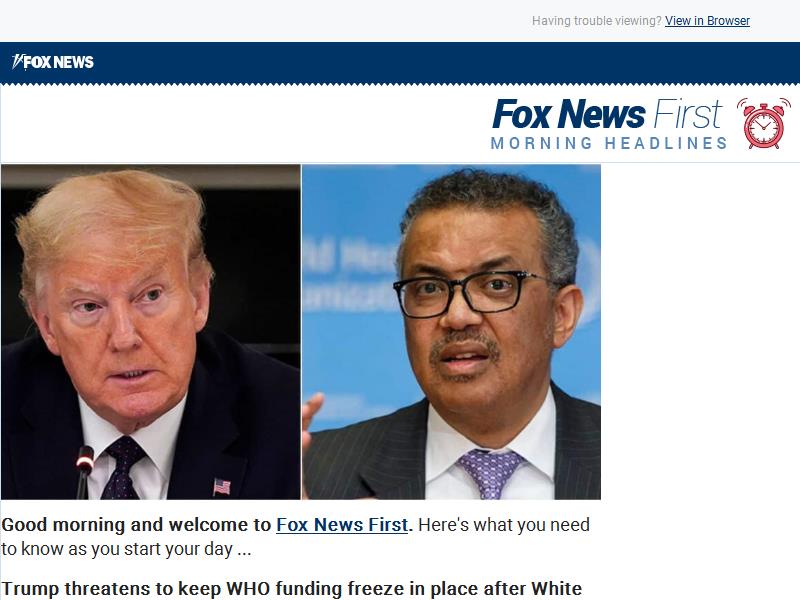 Having trouble viewing? View in Browser
FOX NEWS
Fox News First
MORNING HEADLINES
Good morning and welcome to Fox News First. Here's what you need
to know as you start your day ...
Trump threatens to keep WHO funding freeze in place after White